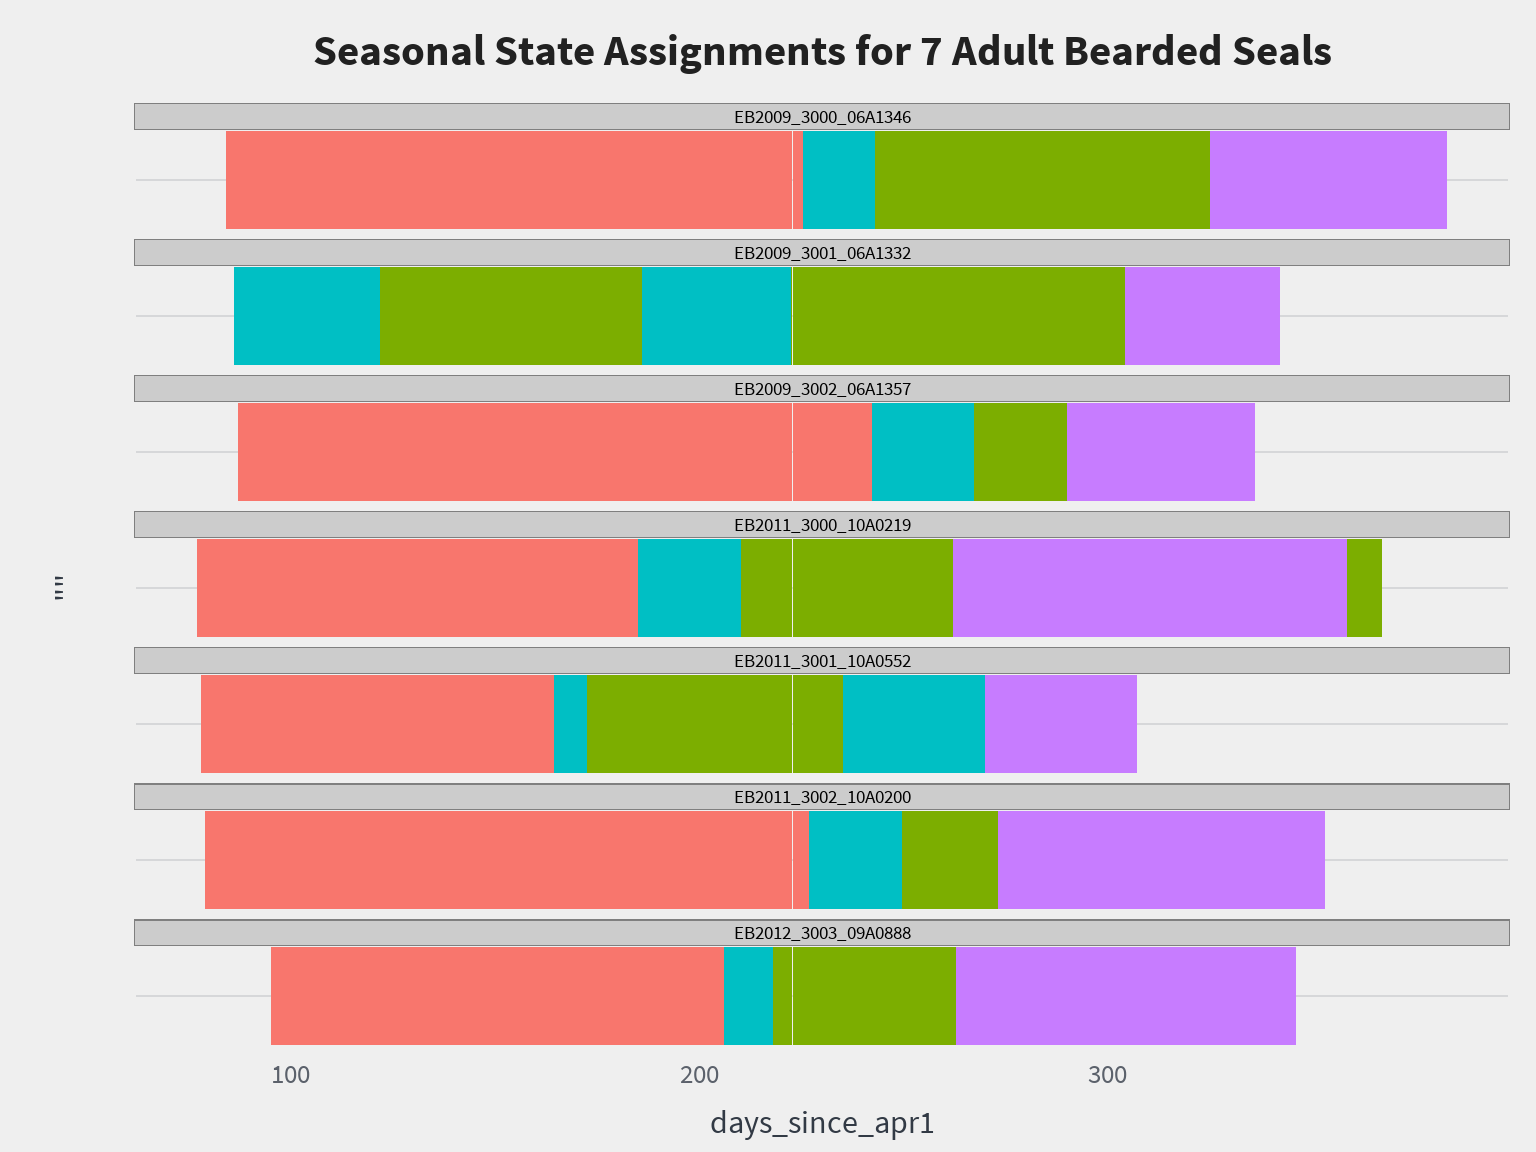 Seasonal State Assignments for 7 Adult Bearded Seals
EB2009_3000_06A1346
EB2009_3001_06A1332
EB2009_3002_06A1357
EB2011_3000_10A0219
""
EB2011_3001_10A0552
EB2011_3002_10A0200
EB2012_3003_09A0888
100 200 300
days_since_apr1